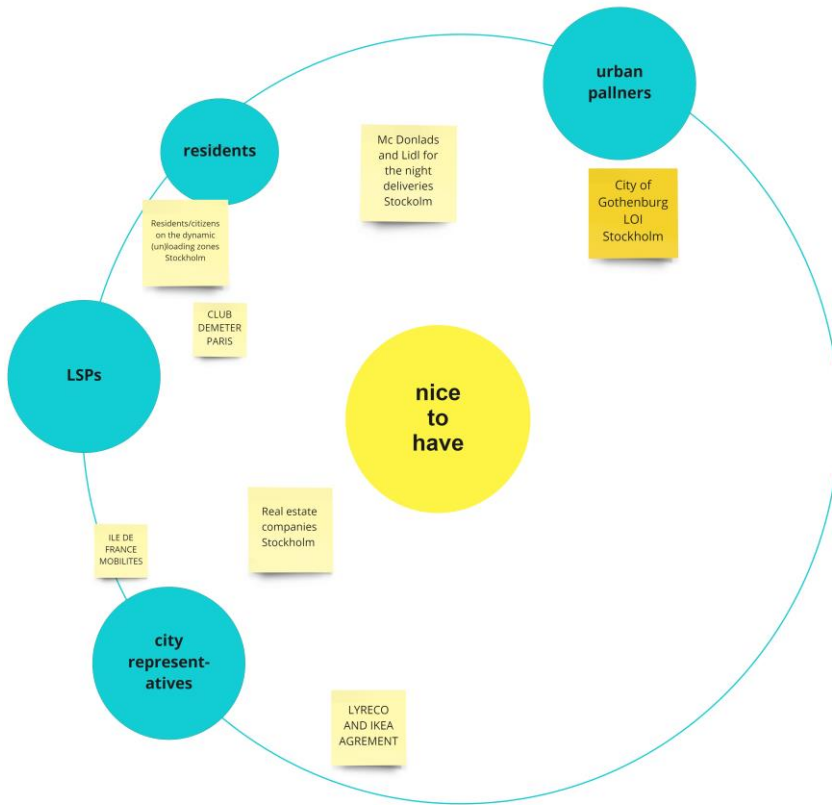 urban
pallners
residents
Mc Donlads
and Lidl for
the night
deliveries
Stockolm
City of
Gothenburg
LOI
Stockholm
Residents/citizens
on the dynamic
(un)loading zones
Stockholm
CLUB
DEMETER
PARIS
LSPs
nice
to
have
Real estate
companies
Stockholm
ILE DE
FRANCE
MOBILITES
city
represent-
atives
LYRECO
AND IKEA
AGREMENT